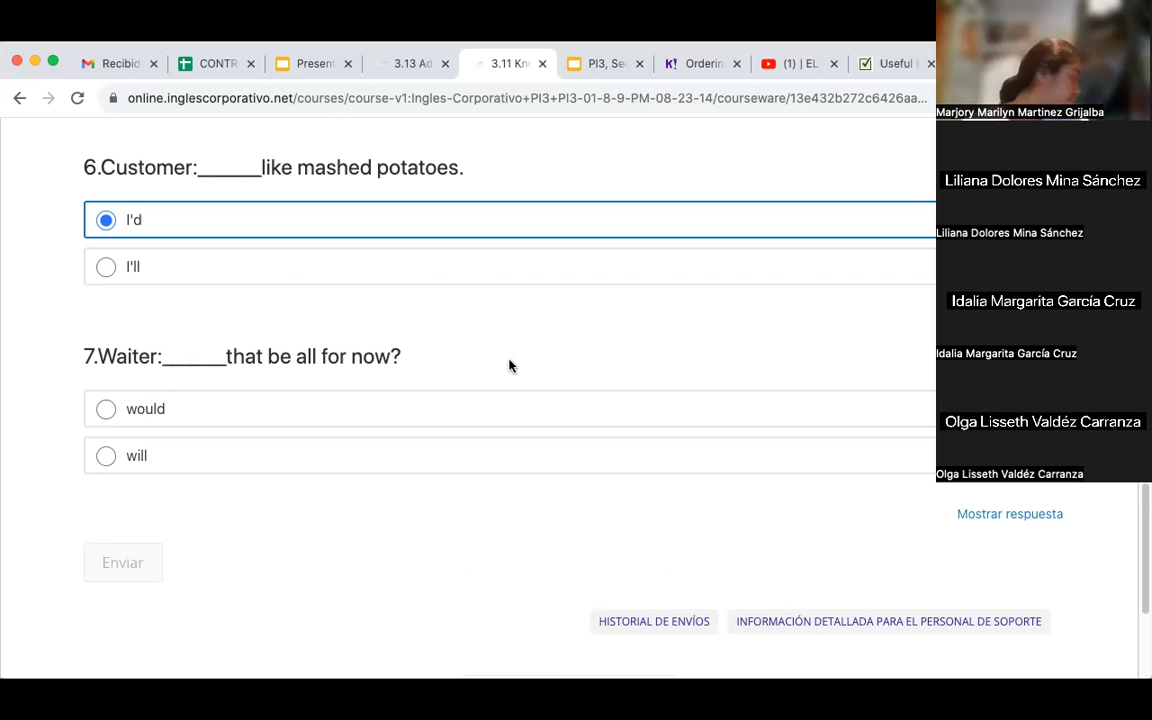 Recibid
CONTR
Present
3.13 Ad
3.11 Kn
PI3, Se
Orderin
(1) | EL
Useful
online.inglescorporativo.net/courses/course-v1:Ingles-Corporativo+PI3+PI3-01-8-9-PM-08-23-14/courseware/13e432b272c6426aa...
6.Customer:______like mashed potatoes.
I'd
I'll
7.Waiter:______that be all for now?
would
will
Mostrar respuesta
Enviar
HISTORIAL DE ENVÍOS
INFORMACIÓN DETALLADA PARA EL PERSONAL DE SOPORTE
Marjory Marilyn Martinez Grijalba
Liliana Dolores Mina Sánchez
Liliana Dolores Mina Sánchez
Idalia Margarita García Cruz
Idalia Margarita García Cruz
Olga Lisseth Valdéz Carranza
Olga Lisseth Valdéz Carranza